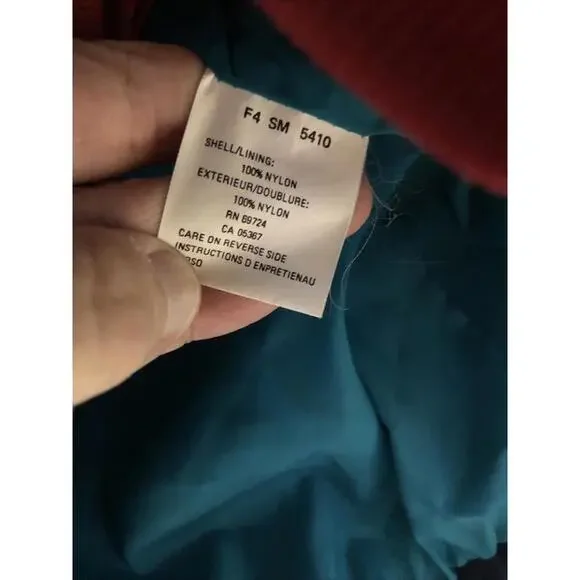 F4 SM 5410
SHELL/LINING:
100% NYLON
EXTERIEUR/DOUBLURE:
100% NYLON
RN 69724
CA 05367
CARE ON REVERSE SIDE
INSTRUCTIONS D ENPRETIENAU